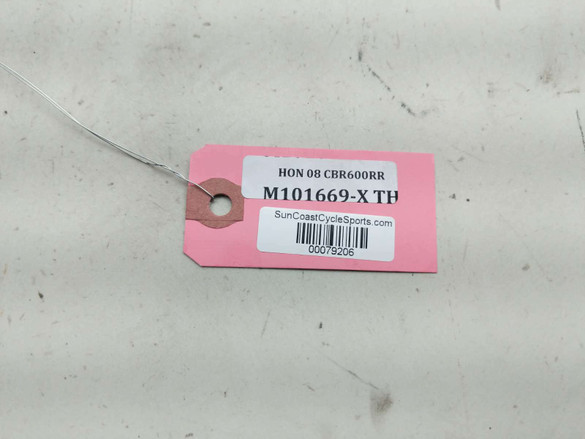 HON 08 CBR600RR
M101669-X TH
SunCoastCycleSports.com
00079206